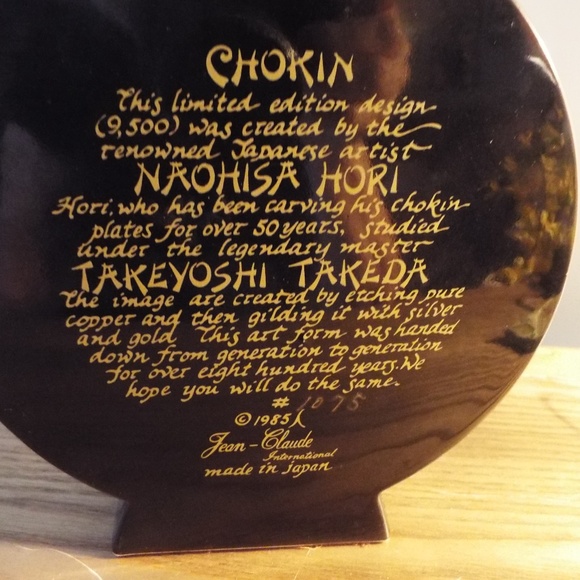 CHOKIN
This limited edition design
(9,500) was created by the
renowned Japanese artist
NAOHISA HORI
Hori, who has been carving his chokin
plates for over 50 years, studied
under the legendary master
TAKEYOSHI TAKEDA
The image are created by etching pure
copper and then gilding it with silver
and gold This art form was handed
down from generation to generation
for over eight hundred years. We
hope you will do the same.
# 1075
© 1985
Jean-Claude
International
made in japan